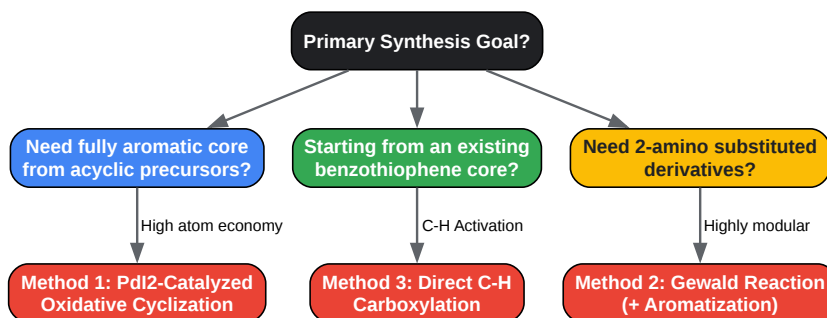 Primary Synthesis Goal?
Need fully aromatic core
from acyclic precursors?
Starting from an existing
benzothiophene core?
Need 2-amino substituted
derivatives?
High atom economy
C-H Activation
Highly modular
Method 1: PdI2-Catalyzed
Oxidative Cyclization
Method 3: Direct C-H
Carboxylation
Method 2: Gewald Reaction
(+ Aromatization)